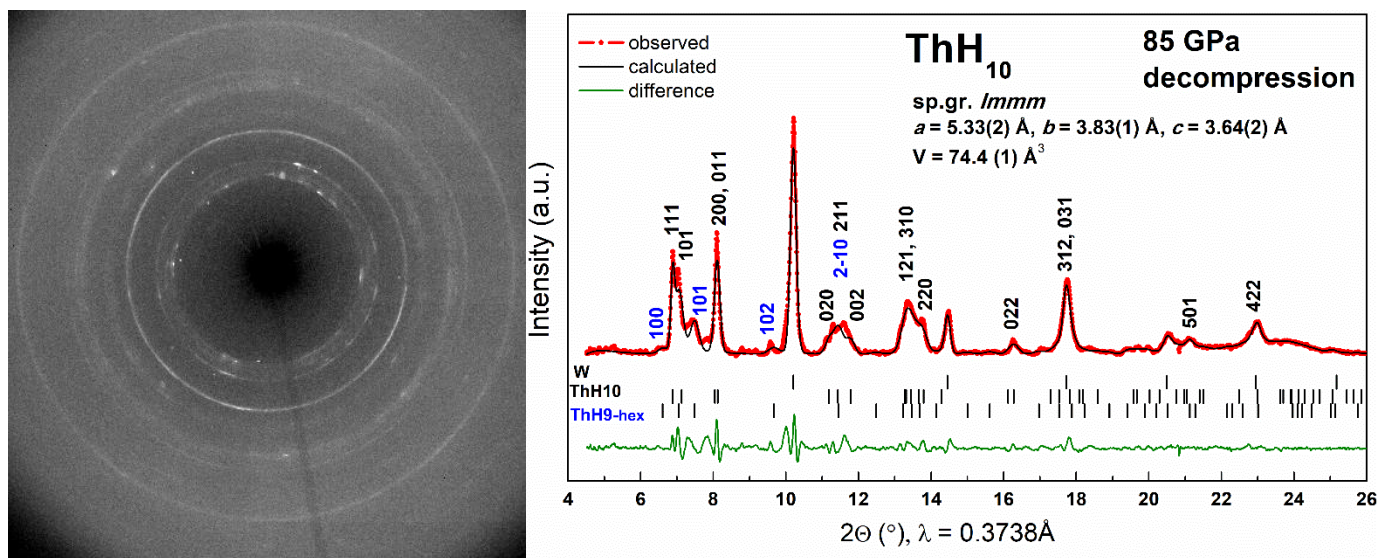 observed
calculated
difference
ThH10
85 GPa
decompression
sp.gr. Immm
a = 5.33(2) Å, b = 3.83(1) Å, c = 3.64(2) Å
V = 74.4 (1) Å3
Intensity (a.u.)
100
111
101
101
200, 011
102
020
2-10
211
002
121, 310
220
022
312, 031
501
422
W
ThH10
ThH9-hex
4 6 8 10 12 14 16 18 20 22 24 26
2Θ (°), λ = 0.3738Å